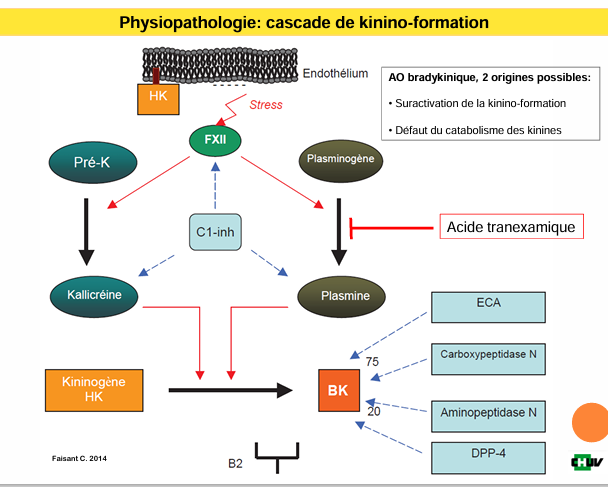 Physiopathologie: cascade de kinino-formation
Endothélium
HK
Stress
AO bradykinique, 2 origines possibles:
• Suractivation de la kinino-formation
• Défaut du catabolisme des kinines
FXII
Pré-K
Plasminogène
C1-inh
Acide tranexamique
Kallicréine
Plasmine
ECA
75
Carboxypeptidase N
Kininogène
HK
BK
20
Aminopeptidase N
DPP-4
Faisant C. 2014
B2
CHUV